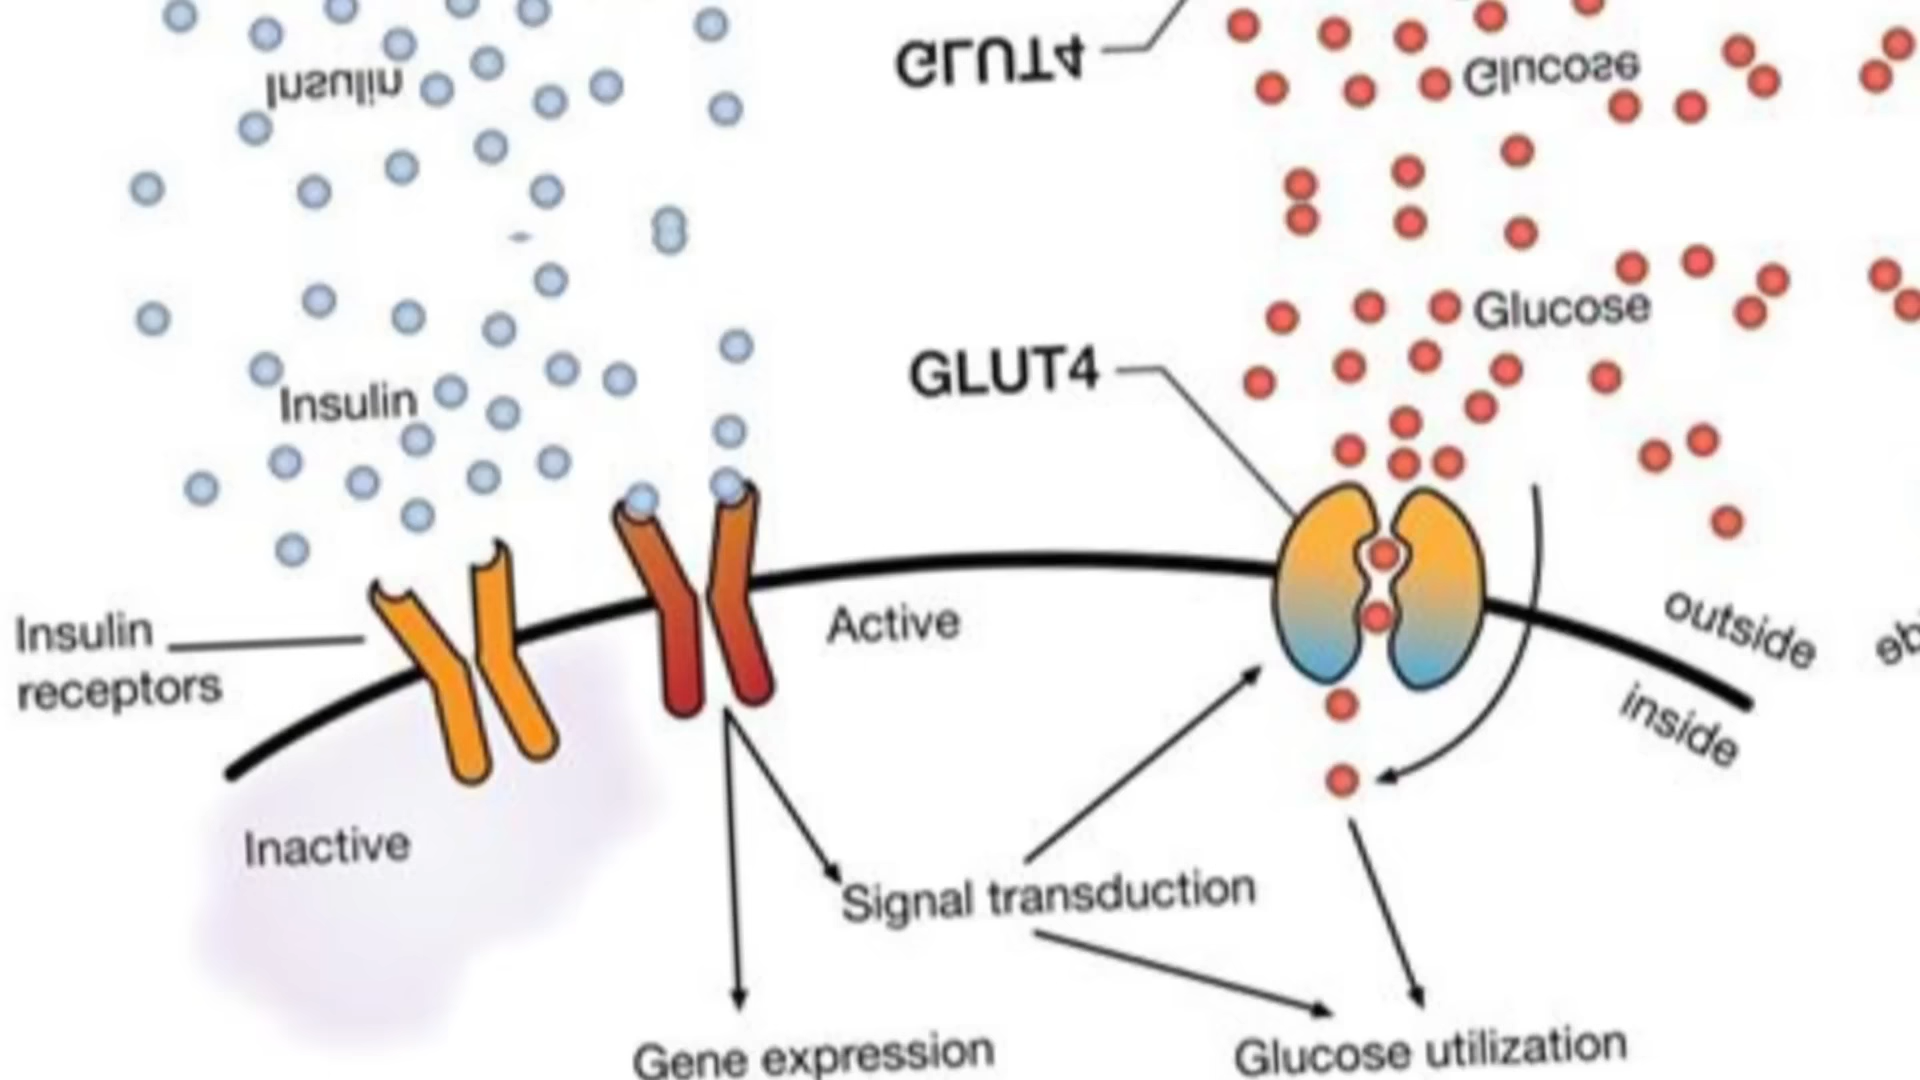 GLUT4
Glucose
Insulin
Glucose
GLUT4
Insulin
outside
Insulin
receptors
Active
inside
Inactive
Signal transduction
Gene expression
Glucose utilization